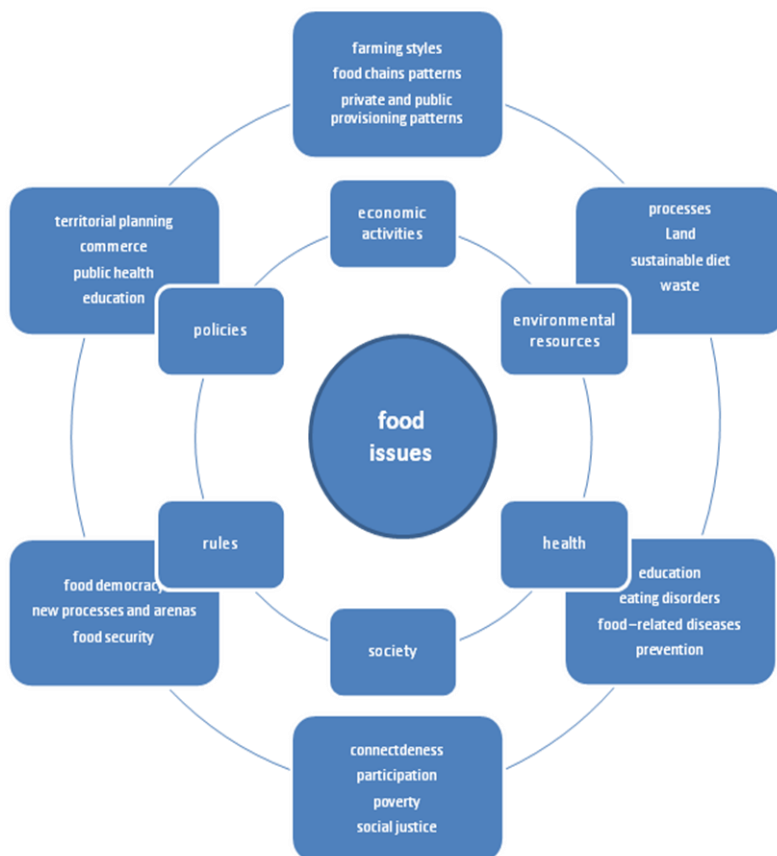 farming styles
food chains patterns
private and public
provisioning patterns
economic
activities
territorial planning
commerce
public health
education
policies
processes
Land
sustainable diet
waste
environmental
resources
food
issues
rules
food democracy
new processes and arenas
food security
health
education
eating disorders
food–related diseases
prevention
society
connectdeness
participation
poverty
social justice